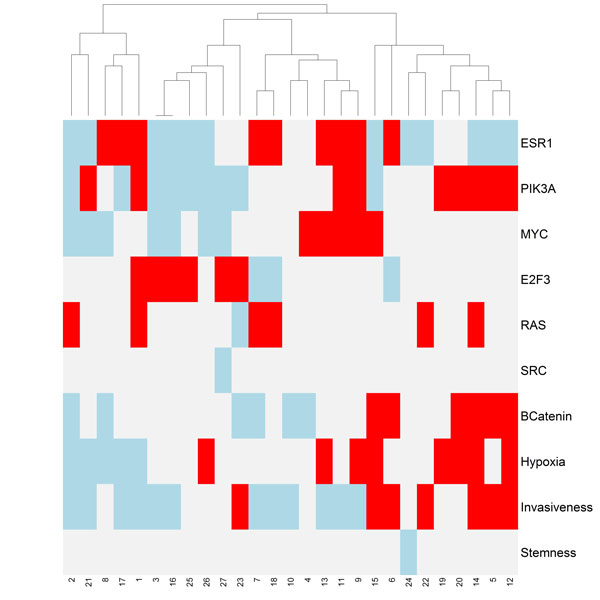 ESR1
PIK3A
MYC
E2F3
RAS
SRC
BCatenin
Hypoxia
Invasiveness
Stemness
2 21 8 17 1 3 16 25 26 27 23 7 18 10 4 13 11 9 15 6 24 22 19 20 14 5 12